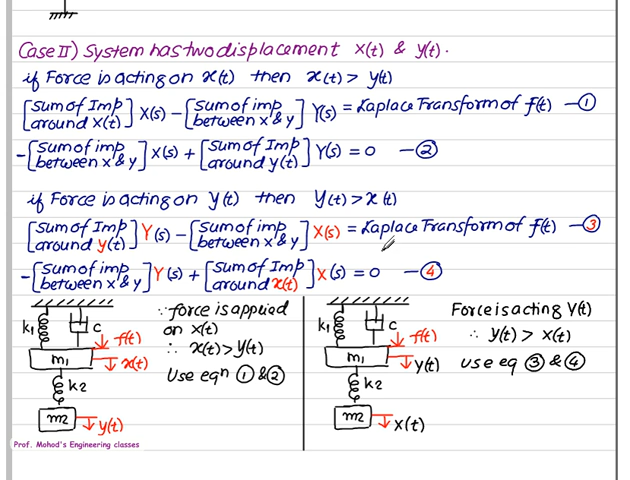 Case II) System has two displacement x(t) & y(t).
if Force is acting on x(t) then x(t) > y(t)
[Sum of Imp around x(t)] X(s) - [Sum of imp between x & y] Y(s) = Laplace Transform of f(t) — ①
-[Sum of imp between x & y] X(s) + [Sum of Imp around y(t)] Y(s) = 0 — ②
if Force is acting on y(t) then y(t) > x(t)
[Sum of Imp around y(t)] Y(s) - [Sum of imp between x & y] X(s) = Laplace Transform of f(t) — ③
-[Sum of imp between x & y] Y(s) + [Sum of Imp around x(t)] X(s) = 0 — ④
K1 C
f(t)
m1 x(t)
K2
m2 y(t)
∵ force is applied
on x(t)
∴ x(t) > y(t)
Use eqn ① & ②
K1 C
f(t)
m1 y(t)
K2
m2 x(t)
Force is acting y(t)
∴ y(t) > x(t)
use eq ③ & ④
Prof. Mohod's Engineering classes